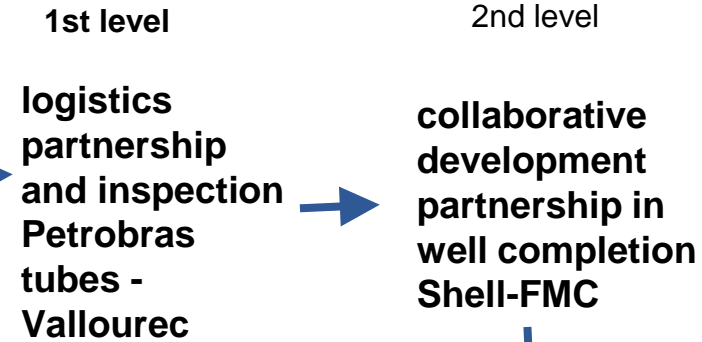 1st level
logistics
partnership
and inspection
Petrobras
tubes -
Vallourec
2nd level
collaborative
development
partnership in
well completion
Shell-FMC